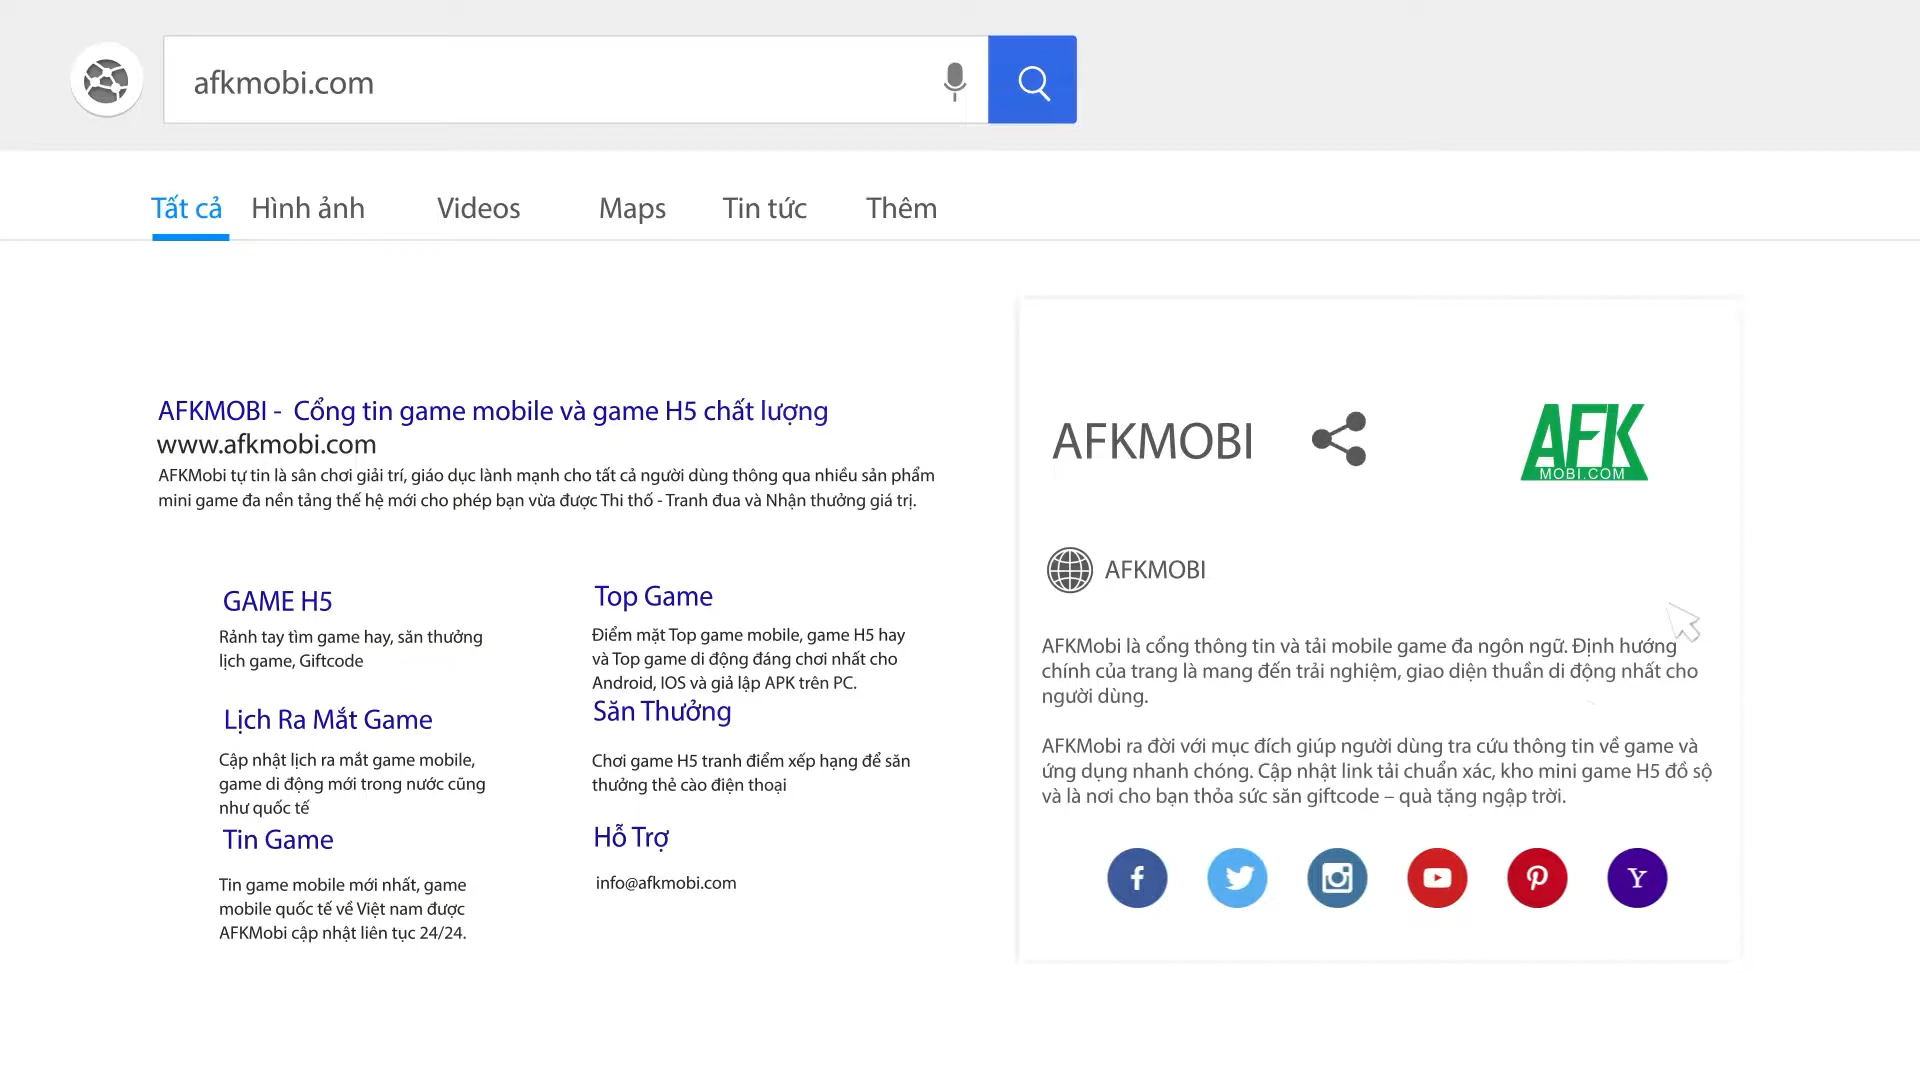 afkmobi.com
Tất cả Hình ảnh Videos Maps Tin tức Thêm
AFKMOBI - Cổng tin game mobile và game H5 chất lượng
www.afkmobi.com
AFKMobi tự tin là sân chơi giải trí, giáo dục lành mạnh cho tất cả người dùng thông qua nhiều sản phẩm
mini game đa nền tảng thế hệ mới cho phép bạn vừa được Thi thố - Tranh đua và Nhận thưởng giá trị.
GAME H5
Rảnh tay tìm game hay, săn thưởng
lịch game, Giftcode
Lịch Ra Mắt Game
Cập nhật lịch ra mắt game mobile,
game di động mới trong nước cũng
như quốc tế
Tin Game
Tin game mobile mới nhất, game
mobile quốc tế về Việt nam được
AFKMobi cập nhật liên tục 24/24.
Top Game
Điểm mặt Top game mobile, game H5 hay
và Top game di động đáng chơi nhất cho
Android, IOS và giả lập APK trên PC.
Săn Thưởng
Chơi game H5 tranh điểm xếp hạng để săn
thưởng thẻ cào điện thoại
Hỗ Trợ
info@afkmobi.com
AFKMOBI
AFK
MOBI.COM
AFKMOBI
AFKMobi là cổng thông tin và tải mobile game đa ngôn ngữ. Định hướng
chính của trang là mang đến trải nghiệm, giao diện thuần di động nhất cho
người dùng.
AFKMobi ra đời với mục đích giúp người dùng tra cứu thông tin về game và
ứng dụng nhanh chóng. Cập nhật link tải chuẩn xác, kho mini game H5 đồ sộ
và là nơi cho bạn thỏa sức săn giftcode – quà tặng ngập trời.